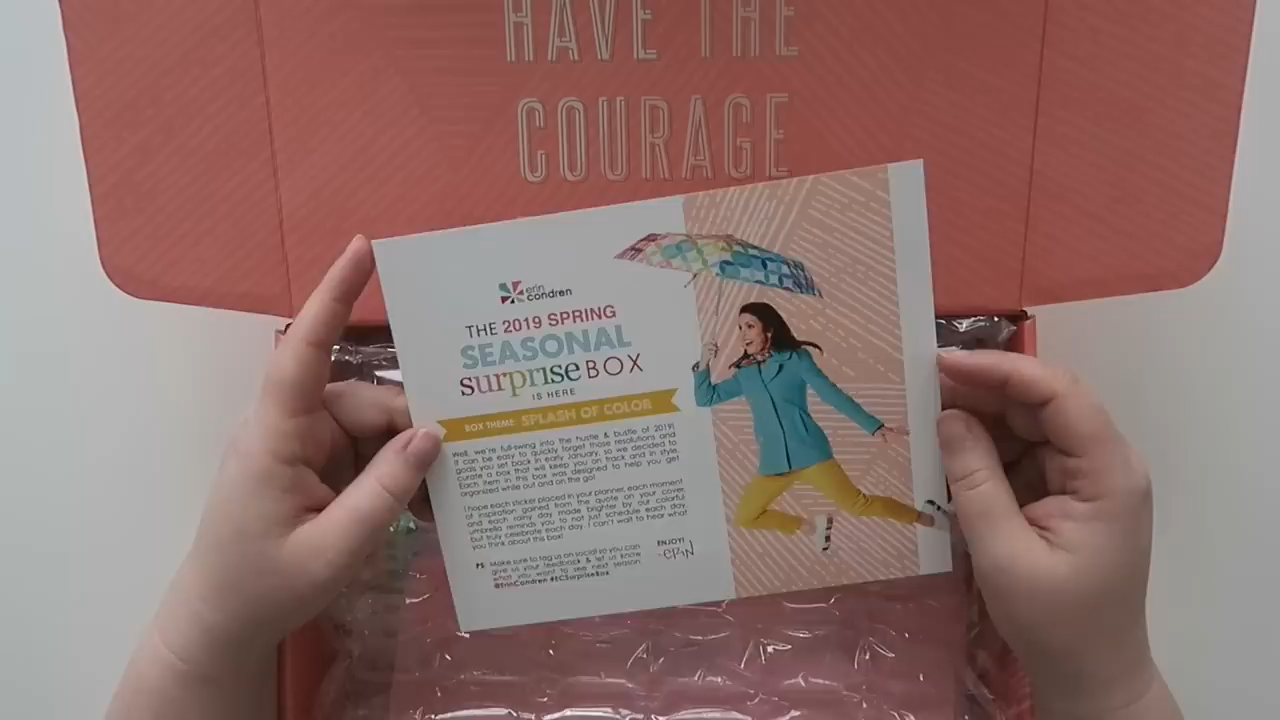 HAVE THE
COURAGE
erin
condren
THE 2019 SPRING
SEASONAL
surprise BOX
IS HERE
BOX THEME: SPLASH OF COLOR
Well, we're full-swing into the hustle & bustle of 2019!
It can be easy to quickly forget those resolutions and
goals you set back in early January, so we decided to
curate a box that will keep you on track and in style.
Each item in this box was designed to help you get
organized while out and on the go!
I hope each sticker placed in your planner, each moment
of inspiration gained from the quote on your cover
and each rainy day made brighter by our colorful
umbrella reminds you to not just schedule each day,
but truly celebrate each day. I can't wait to hear what
you think about this box!
PS: Make sure to tag us on social so you can
give us your feedback & let us know
what you want to see next season
@ErinCondren #ECSurpriseBox
ENJOY!
-ERIN